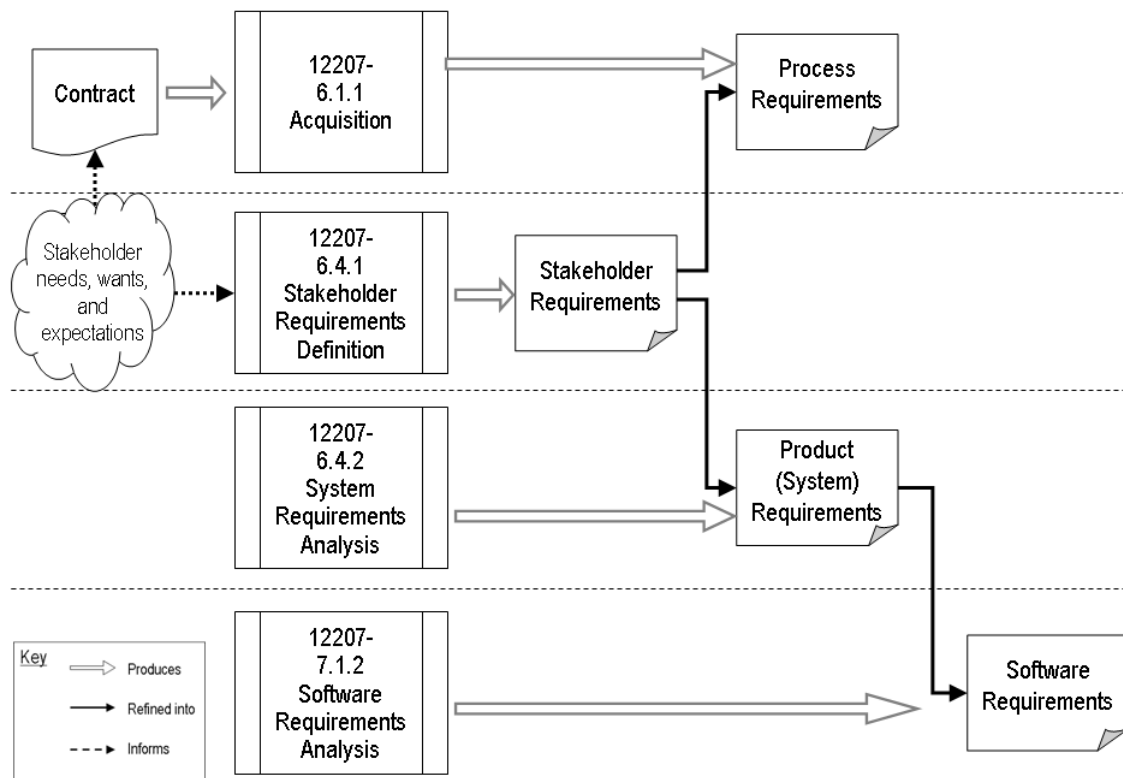 Contract
12207-
6.1.1
Acquisition
Process
Requirements
Stakeholder
needs, wants,
and
expectations
12207-
6.4.1
Stakeholder
Requirements
Definition
Stakeholder
Requirements
12207-
6.4.2
System
Requirements
Analysis
Product
(System)
Requirements
Key
Produces
Refined into
Informs
12207-
7.1.2
Software
Requirements
Analysis
Software
Requirements